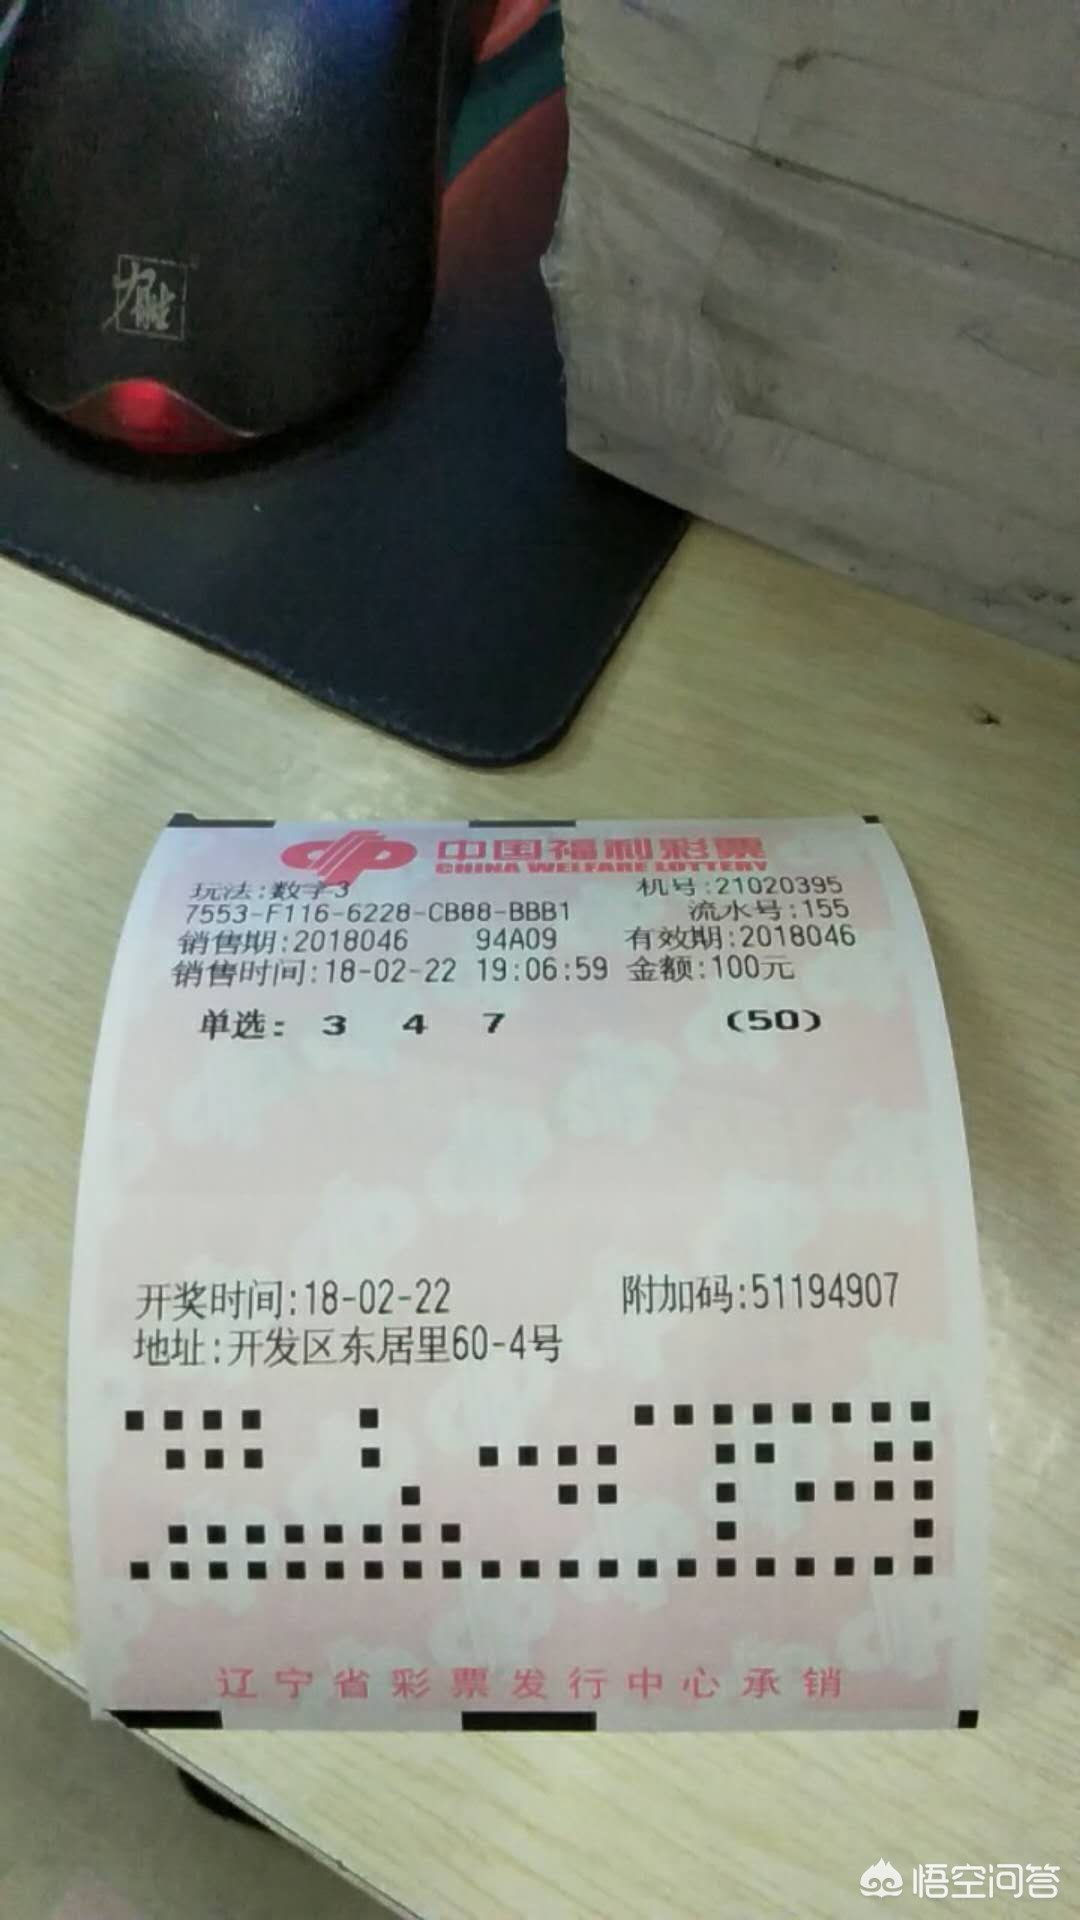 中国福利彩票
CHINA WELFARE LOTTERY
玩法:数字3 机号:21020395
7553-F116-6228-CB88-BBB1 流水号:155
销售期:2018046 94A09 有效期:2018046
销售时间:18-02-22 19:06:59 金额:100元
单选: 3 4 7 (50)
开奖时间:18-02-22 附加码:51194907
地址:开发区东居里60-4号
辽宁省彩票发行中心承销
悟空问答